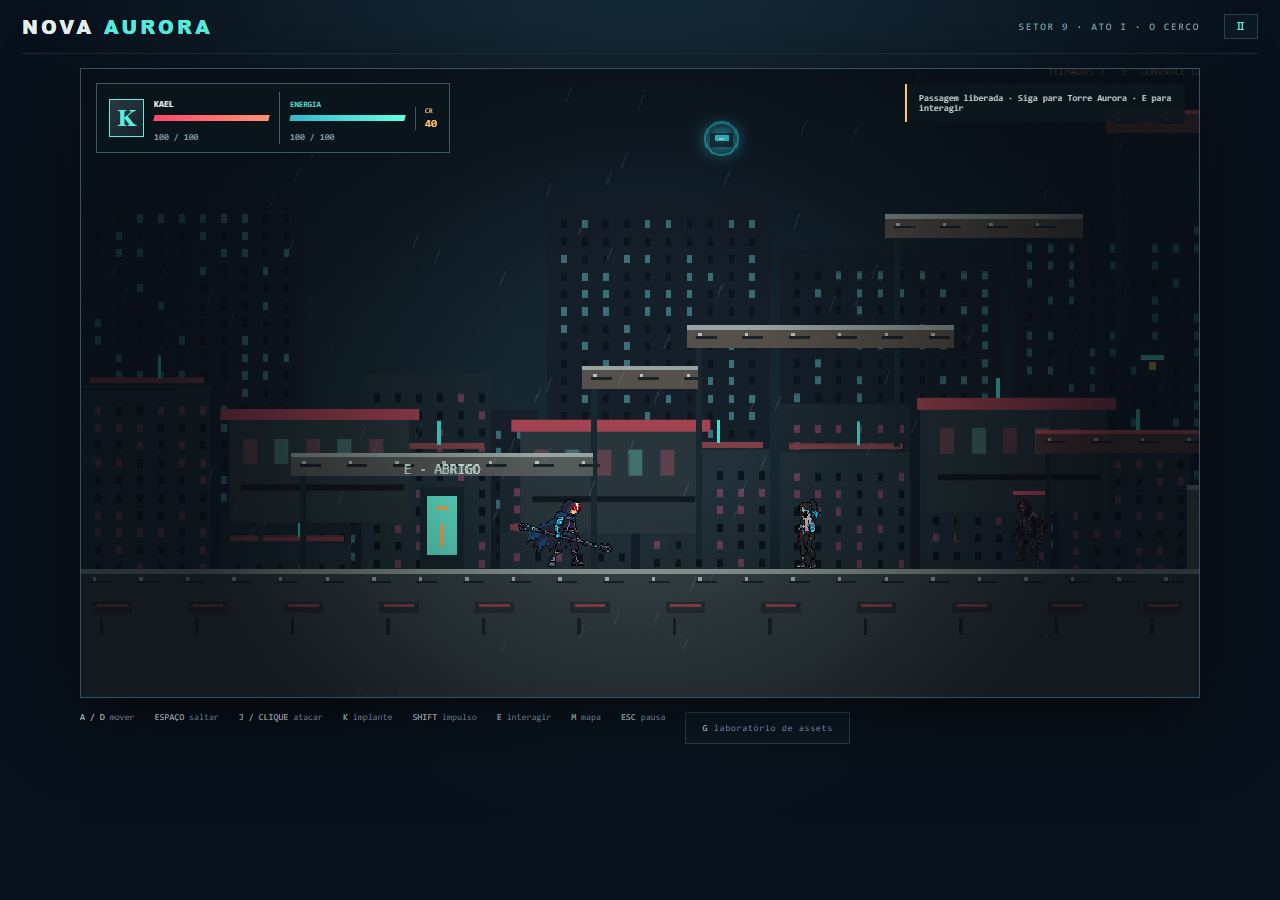 NOVA AURORA
SETOR 9 · ATO I · O CERCO
II
K
KAEL
100 / 100
ENERGIA
100 / 100
CR
40
Passagem liberada · Siga para Torre Aurora · E para
interagir
E - ABRIGO
A / D mover
ESPAÇO saltar
J / CLIQUE atacar
K implante
SHIFT impulso
E interagir
M mapa
ESC pausa
G laboratório de assets